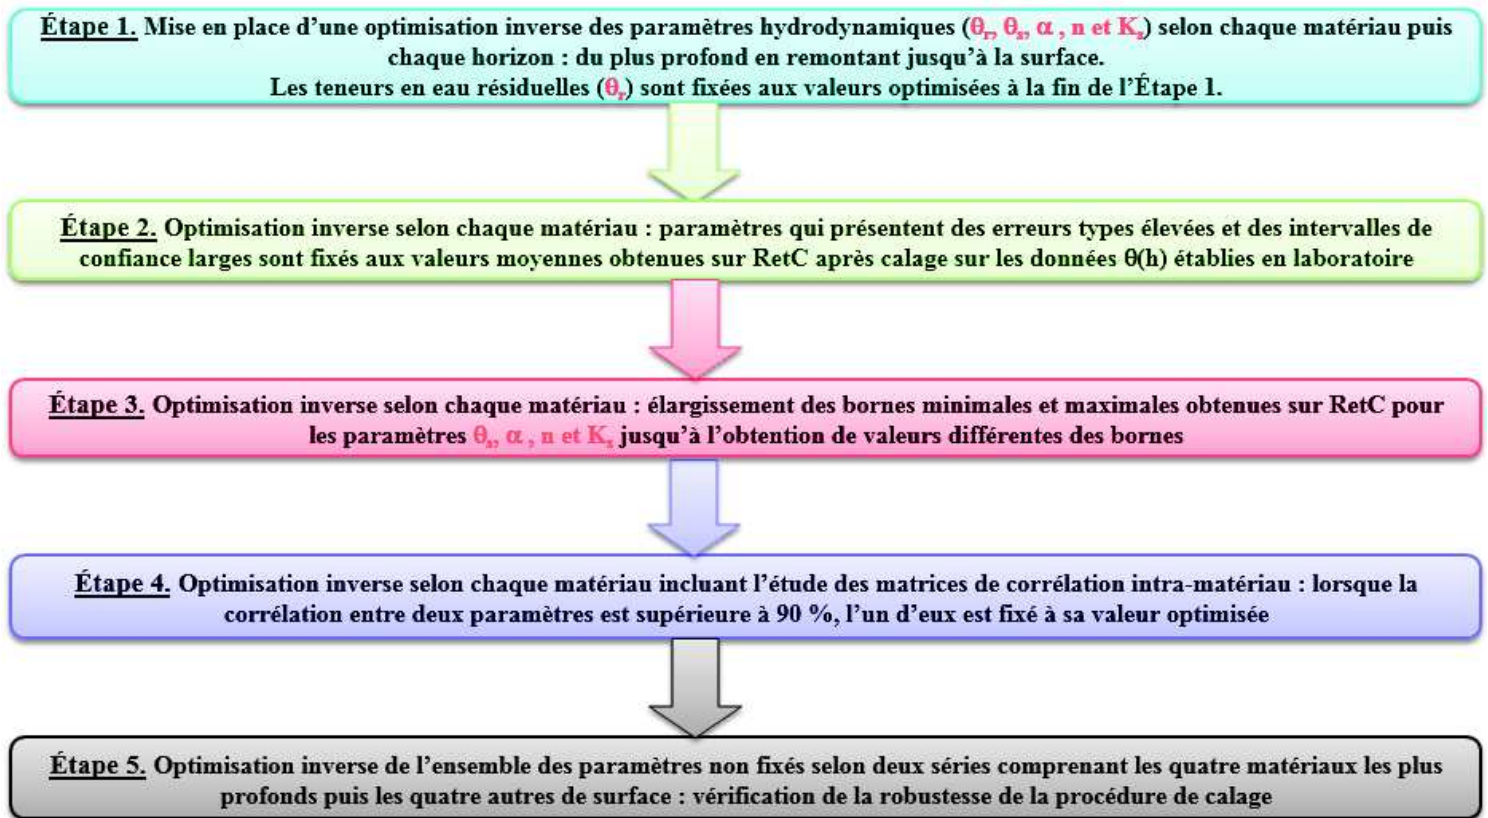 Étape 1. Mise en place d’une optimisation inverse des paramètres hydrodynamiques (θr, θs, α , n et Ks) selon chaque matériau puis
chaque horizon : du plus profond en remontant jusqu’à la surface.
Les teneurs en eau résiduelles (θr) sont fixées aux valeurs optimisées à la fin de l’Étape 1.
Étape 2. Optimisation inverse selon chaque matériau : paramètres qui présentent des erreurs types élevées et des intervalles de
confiance larges sont fixés aux valeurs moyennes obtenues sur RetC après calage sur les données θ(h) établies en laboratoire
Étape 3. Optimisation inverse selon chaque matériau : élargissement des bornes minimales et maximales obtenues sur RetC pour
les paramètres θs, α , n et Ks jusqu’à l’obtention de valeurs différentes des bornes
Étape 4. Optimisation inverse selon chaque matériau incluant l’étude des matrices de corrélation intra-matériau : lorsque la
corrélation entre deux paramètres est supérieure à 90 %, l’un d’eux est fixé à sa valeur optimisée
Étape 5. Optimisation inverse de l’ensemble des paramètres non fixés selon deux séries comprenant les quatre matériaux les plus
profonds puis les quatre autres de surface : vérification de la robustesse de la procédure de calage